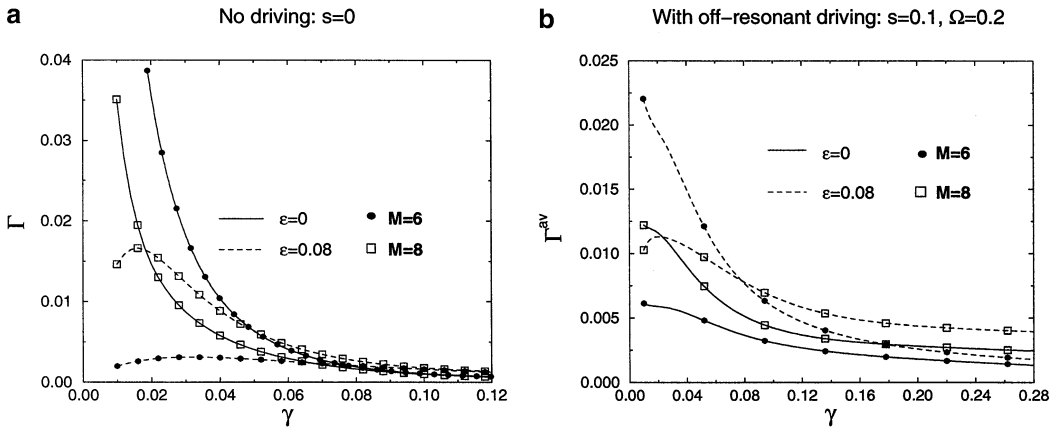 a
No driving: s=0
0.04
0.03
0.02
0.01
0.00
Γ
ε=0
M=6
ε=0.08
M=8
0.00 0.02 0.04 0.06 0.08 0.10 0.12
γ
b
With off−resonant driving: s=0.1, Ω=0.2
0.025
0.020
0.015
0.010
0.005
0.000
Γav
ε=0
M=6
ε=0.08
M=8
0.00 0.04 0.08 0.12 0.16 0.20 0.24 0.28
γ